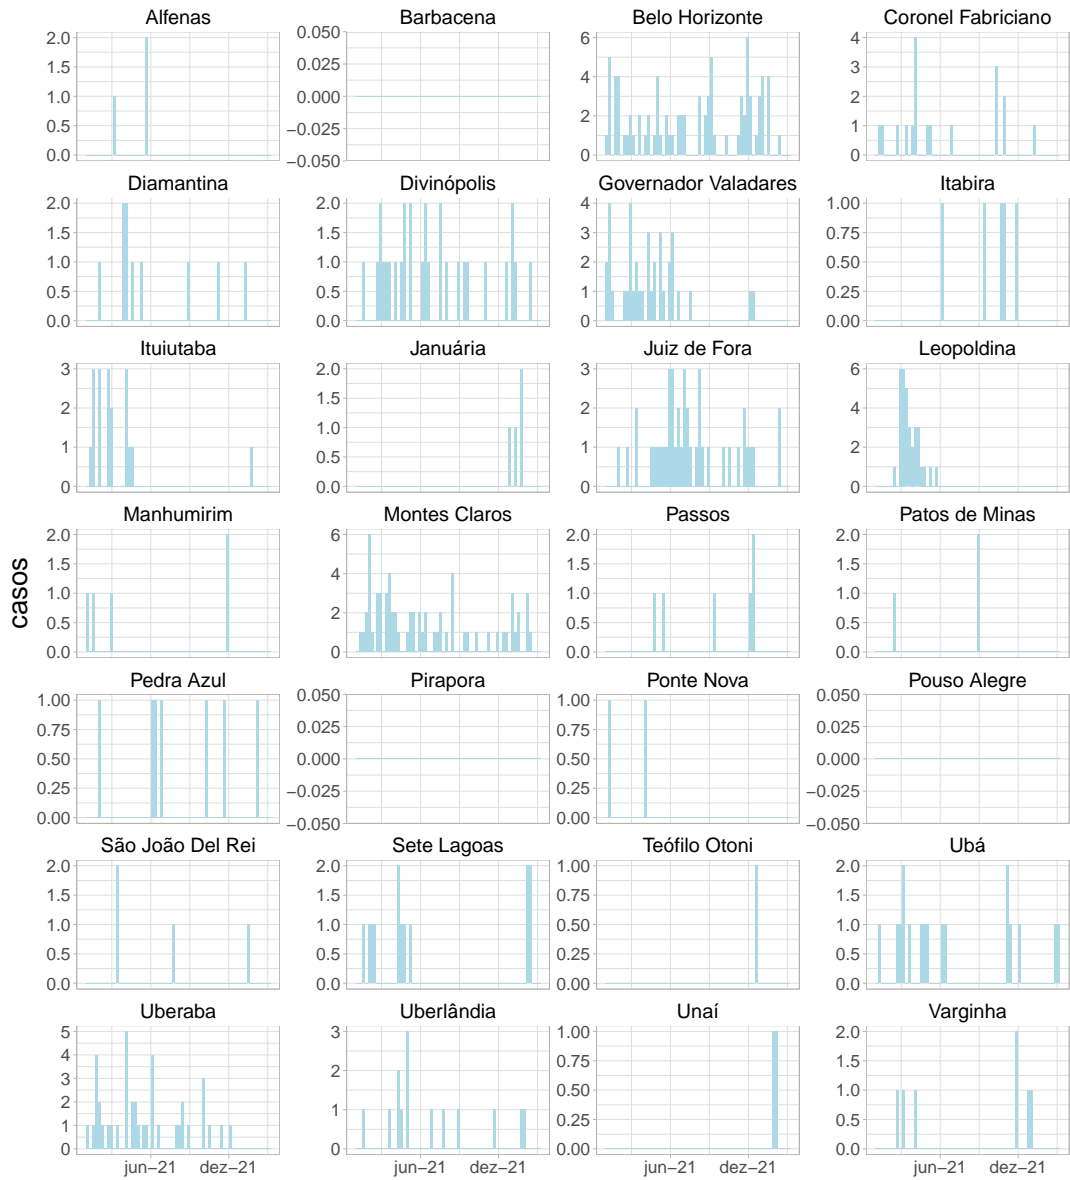 Alfenas Barbacena Belo Horizonte Coronel Fabriciano
2.0 0.050 6 4
1.5 0.025 4 3
1.0 0.000 2 2
0.5 −0.025 0 1
0.0 −0.050 0
Diamantina Divinópolis Governador Valadares Itabira
2.0 2.0 4 1.00
1.5 1.5 3 0.75
1.0 1.0 2 0.50
0.5 0.5 1 0.25
0.0 0.0 0 0.00
Ituiutaba Januária Juiz de Fora Leopoldina
3 2.0 3 6
2 1.5 2 4
1 1.0 1 2
0 0.5 0 0
0.0
Manhumirim Montes Claros Passos Patos de Minas
2.0 6 2.0 2.0
1.5 4 1.5 1.5
1.0 2 1.0 1.0
0.5 0 0.5 0.5
0.0 0.0 0.0
casos
Pedra Azul Pirapora Ponte Nova Pouso Alegre
1.00 0.050 1.00 0.050
0.75 0.025 0.75 0.025
0.50 0.000 0.50 0.000
0.25 −0.025 0.25 −0.025
0.00 −0.050 0.00 −0.050
São João Del Rei Sete Lagoas Teófilo Otoni Ubá
2.0 2.0 1.00 2.0
1.5 1.5 0.75 1.5
1.0 1.0 0.50 1.0
0.5 0.5 0.25 0.5
0.0 0.0 0.00 0.0
Uberaba Uberlândia Unaí Varginha
5 3 1.00 2.0
4 2 0.75 1.5
3 1 0.50 1.0
2 0 0.25 0.5
1 0.00 0.0
0
jun−21 dez−21 jun−21 dez−21 jun−21 dez−21 jun−21 dez−21